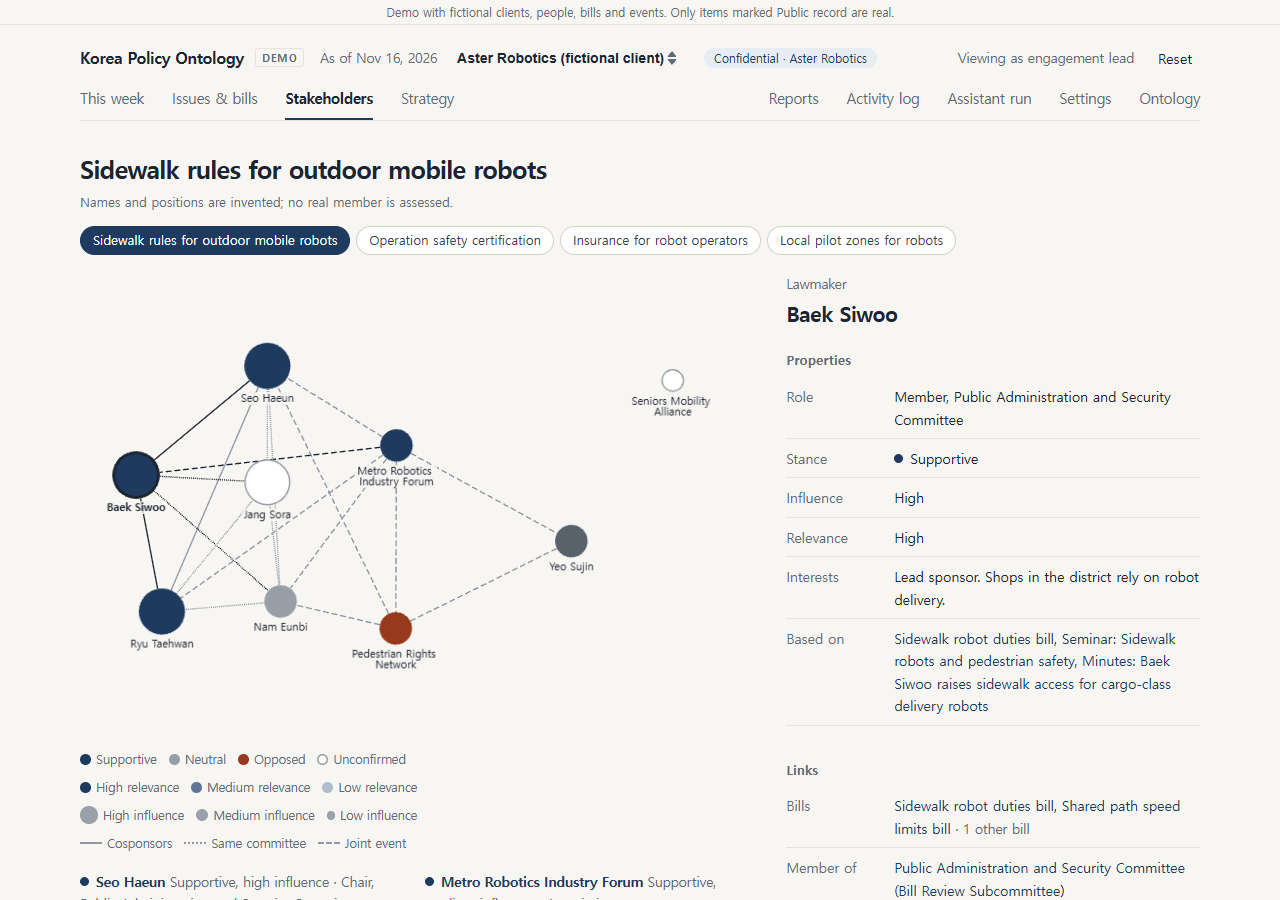 Demo with fictional clients, people, bills and events. Only items marked Public record are real.
Korea Policy Ontology DEMO As of Nov 16, 2026 Aster Robotics (fictional client) Confidential · Aster Robotics Viewing as engagement lead Reset
This week Issues & bills Stakeholders Strategy Reports Activity log Assistant run Settings Ontology
Sidewalk rules for outdoor mobile robots
Names and positions are invented; no real member is assessed.
Sidewalk rules for outdoor mobile robots Operation safety certification Insurance for robot operators Local pilot zones for robots
Seo Haeun
Seniors Mobility
Alliance
Metro Robotics
Industry Forum
Baek Siwoo
Jang Sora
Yeo Sujin
Nam Eunbi
Ryu Taehwan
Pedestrian Rights
Network
Supportive Neutral Opposed Unconfirmed
High relevance Medium relevance Low relevance
High influence Medium influence Low influence
Cosponsors Same committee Joint event
Seo Haeun Supportive, high influence · Chair,
Metro Robotics Industry Forum Supportive,
Lawmaker
Baek Siwoo
Properties
Role Member, Public Administration and Security
Committee
Stance Supportive
Influence High
Relevance High
Interests Lead sponsor. Shops in the district rely on robot
delivery.
Based on Sidewalk robot duties bill, Seminar: Sidewalk
robots and pedestrian safety, Minutes: Baek
Siwoo raises sidewalk access for cargo-class
delivery robots
Links
Bills Sidewalk robot duties bill, Shared path speed
limits bill · 1 other bill
Member of Public Administration and Security Committee
(Bill Review Subcommittee)